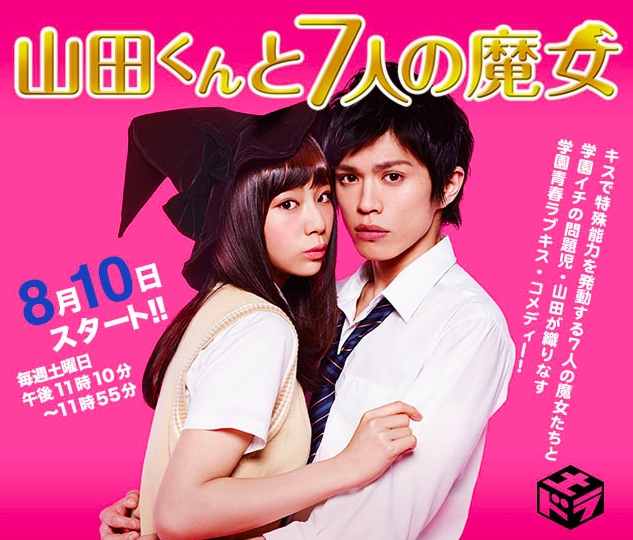 山田くんと7人の魔女
キスで特殊能力を発動する7人の魔女たちと
学園イチの問題児・山田が織りなす
学園青春ラブキス・コメディー!
8月10日
スタート!!
毎週土曜日
午後11時10分
〜11時55分
土ドラ